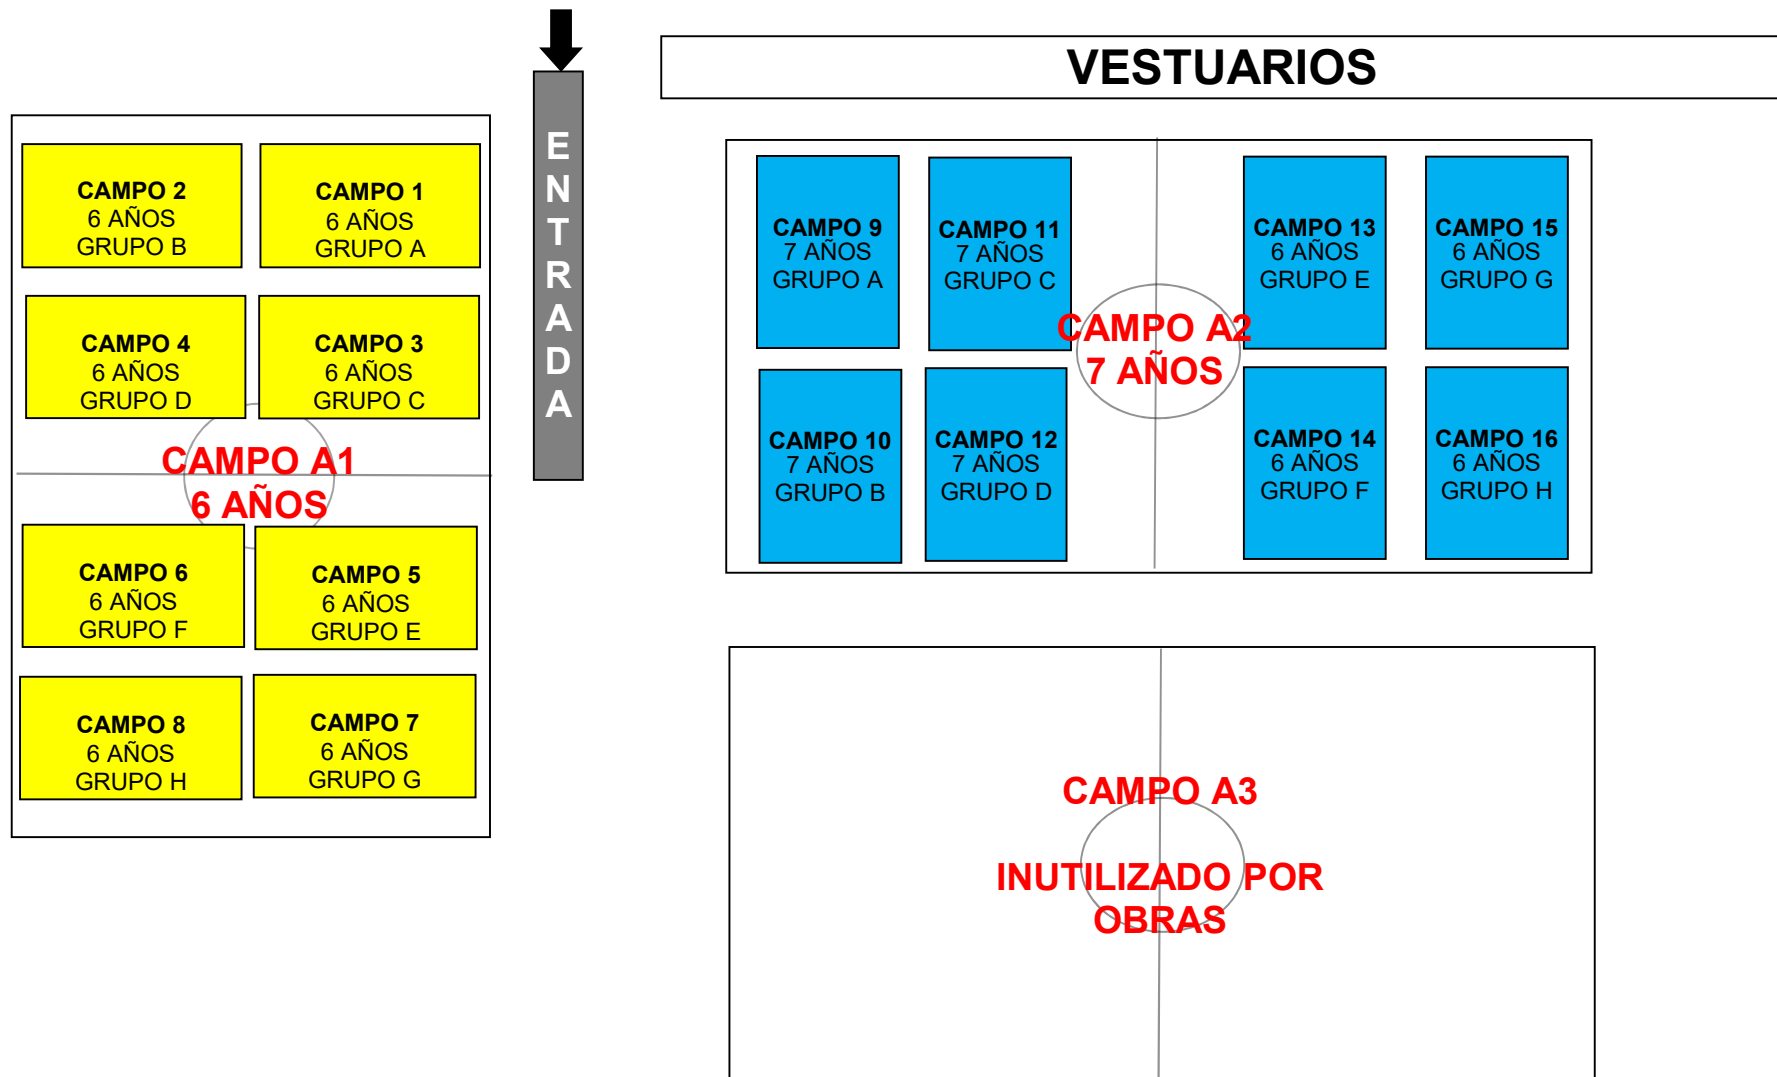 VESTUARIOS
ENTRADA
CAMPO 2
6 AÑOS
GRUPO B
CAMPO 1
6 AÑOS
GRUPO A
CAMPO 4
6 AÑOS
GRUPO D
CAMPO 3
6 AÑOS
GRUPO C
CAMPO A1
6 AÑOS
CAMPO 6
6 AÑOS
GRUPO F
CAMPO 5
6 AÑOS
GRUPO E
CAMPO 8
6 AÑOS
GRUPO H
CAMPO 7
6 AÑOS
GRUPO G
CAMPO 9
7 AÑOS
GRUPO A
CAMPO 11
7 AÑOS
GRUPO C
CAMPO 13
6 AÑOS
GRUPO E
CAMPO 15
6 AÑOS
GRUPO G
CAMPO A2
7 AÑOS
CAMPO 10
7 AÑOS
GRUPO B
CAMPO 12
7 AÑOS
GRUPO D
CAMPO 14
6 AÑOS
GRUPO F
CAMPO 16
6 AÑOS
GRUPO H
CAMPO A3
INUTILIZADO POR
OBRAS